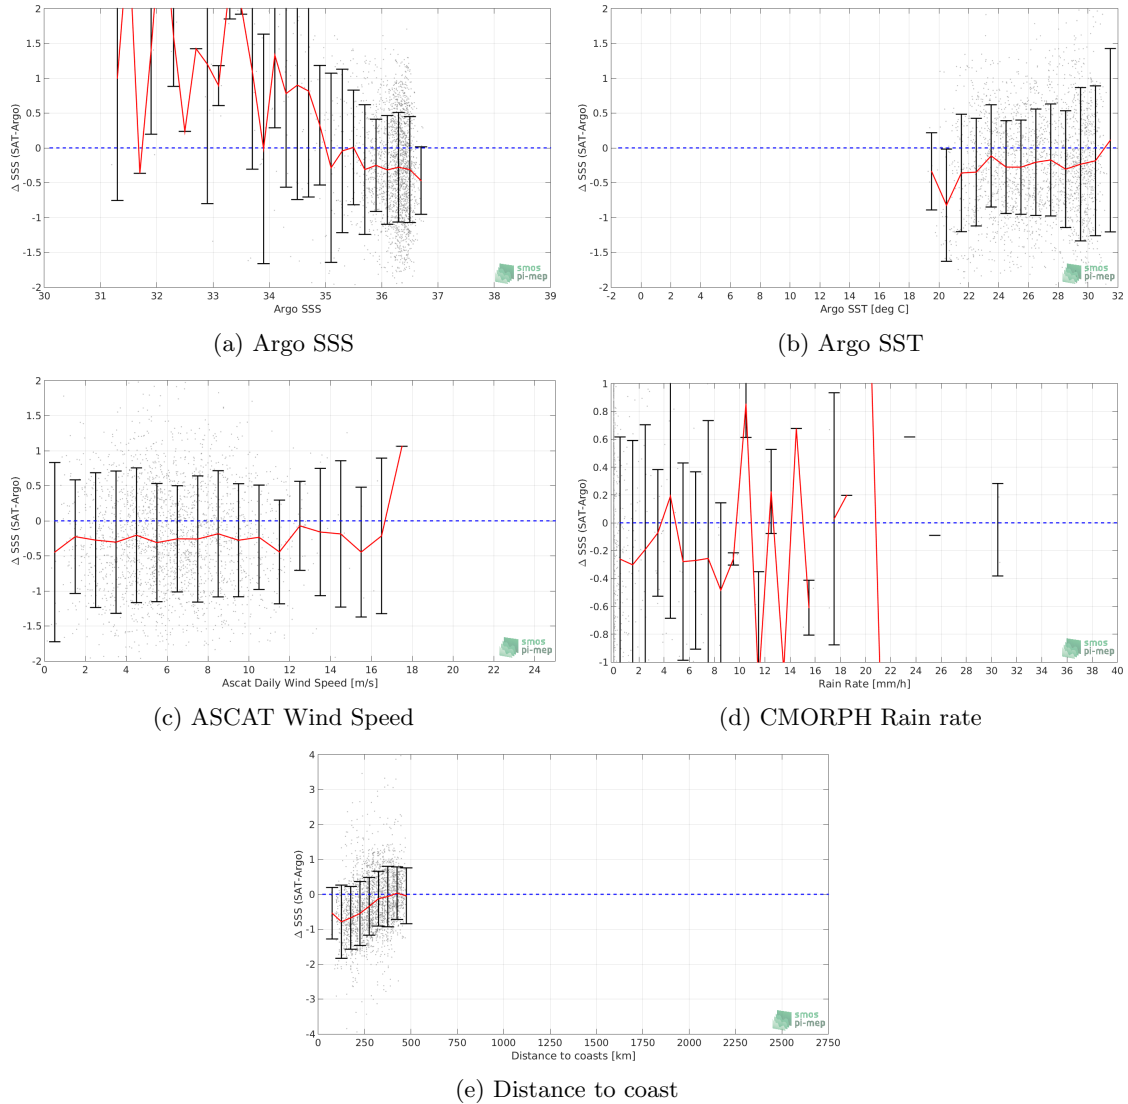 2
1.5
1
0.5
0
-0.5
-1
-1.5
-2
Δ SSS (SAT-Argo)
30 31 32 33 34 35 36 37 38 39
Argo SSS
smos
pi-mep
(a) Argo SSS
2
1.5
1
0.5
0
-0.5
-1
-1.5
-2
Δ SSS (SAT-Argo)
-2 0 2 4 6 8 10 12 14 16 18 20 22 24 26 28 30 32
Argo SST [deg C]
smos
pi-mep
(b) Argo SST
2
1.5
1
0.5
0
-0.5
-1
-1.5
-2
Δ SSS (SAT-Argo)
2 4 6 8 10 12 14 16 18 20 22 24
Ascat Daily Wind Speed [m/s]
smos
pi-mep
(c) ASCAT Wind Speed
1
0.8
0.6
0.4
0.2
0
-0.2
-0.4
-0.6
-0.8
-1
Δ SSS (SAT-Argo)
0 2 4 6 8 10 12 14 16 18 20 22 24 26 28 30 32 34 36 38 40
Rain Rate [mm/h]
smos
pi-mep
(d) CMORPH Rain rate
4
3
2
1
0
-1
-2
-3
-4
Δ SSS (SAT-Argo)
0 250 500 750 1000 1250 1500 1750 2000 2250 2500 2750
Distance to coasts [km]
smos
pi-mep
(e) Distance to coast